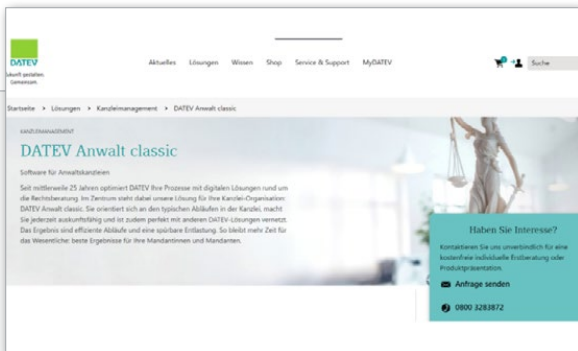 DATEV
Zukunft gestalten.
Gemeinsam.
Aktuelles Lösungen Wissen Shop Service & Support MyDATEV
Suche
Startseite > Lösungen > Kanzleimanagement > DATEV Anwalt classic
KANZLEIMANAGEMENT
DATEV Anwalt classic
Software für Anwaltskanzleien
Seit mittlerweile 25 Jahren optimiert DATEV Ihre Prozesse mit digitalen Lösungen rund um
die Rechtsberatung. Im Zentrum steht dabei unsere Lösung für Ihre Kanzlei-Organisation:
DATEV Anwalt classic. Sie orientiert sich an den typischen Abläufen in der Kanzlei, macht
Sie jederzeit auskunftsfähig und ist zudem perfekt mit anderen DATEV-Lösungen vernetzt.
Das Ergebnis sind effiziente Abläufe und eine spürbare Entlastung. So bleibt mehr Zeit für
das Wesentliche: beste Ergebnisse für Ihre Mandantinnen und Mandanten.
Haben Sie Interesse?
Kontaktieren Sie uns unverbindlich für eine
kostenfreie individuelle Erstberatung oder
Produktpräsentation.
Anfrage senden
0800 3283872